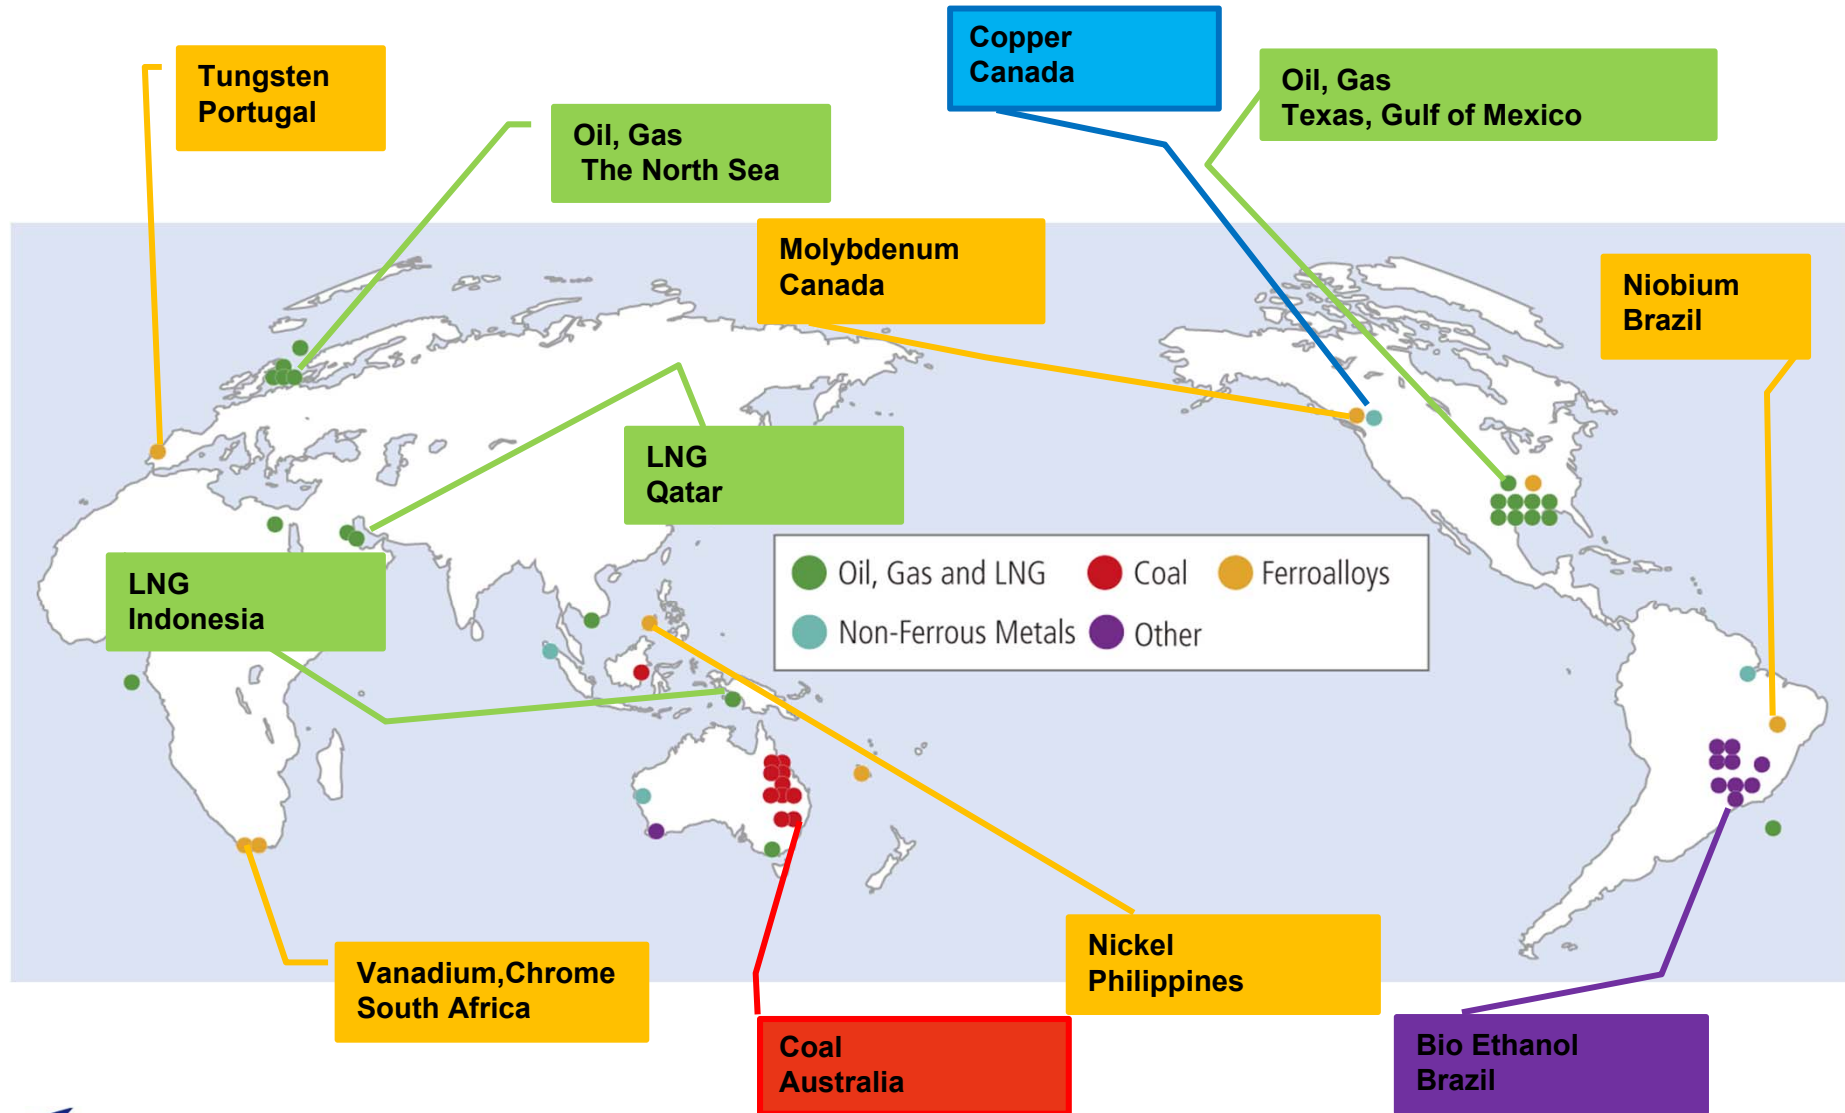 Copper
Canada
Tungsten
Portugal
Oil, Gas
Texas, Gulf of Mexico
Oil, Gas
The North Sea
Molybdenum
Canada
Niobium
Brazil
LNG
Qatar
LNG
Indonesia
Oil, Gas and LNG
Coal
Ferroalloys
Non-Ferrous Metals
Other
Vanadium,Chrome
South Africa
Nickel
Philippines
Coal
Australia
Bio Ethanol
Brazil